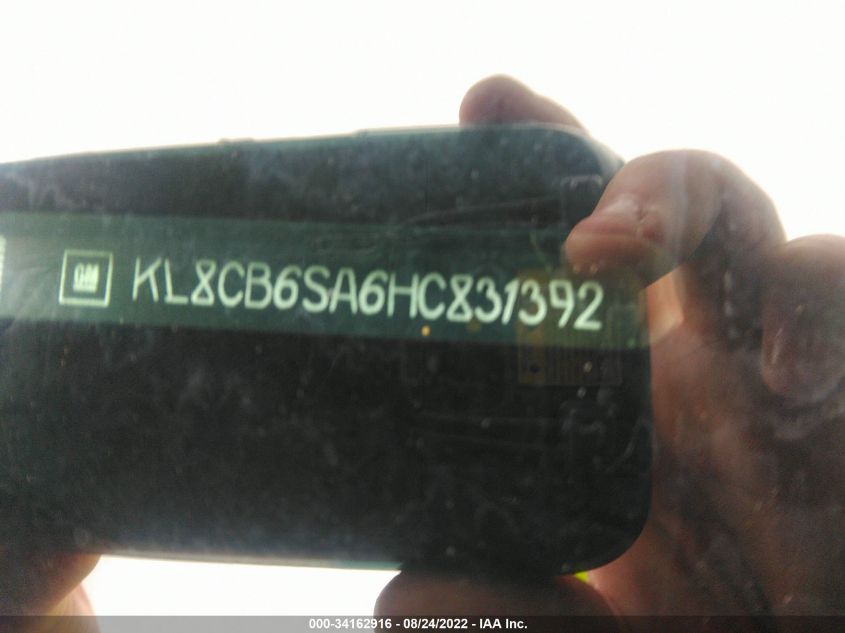 GM KL8CB6SA6HC831392
000-34162916 - 08/24/2022 - IAA Inc.